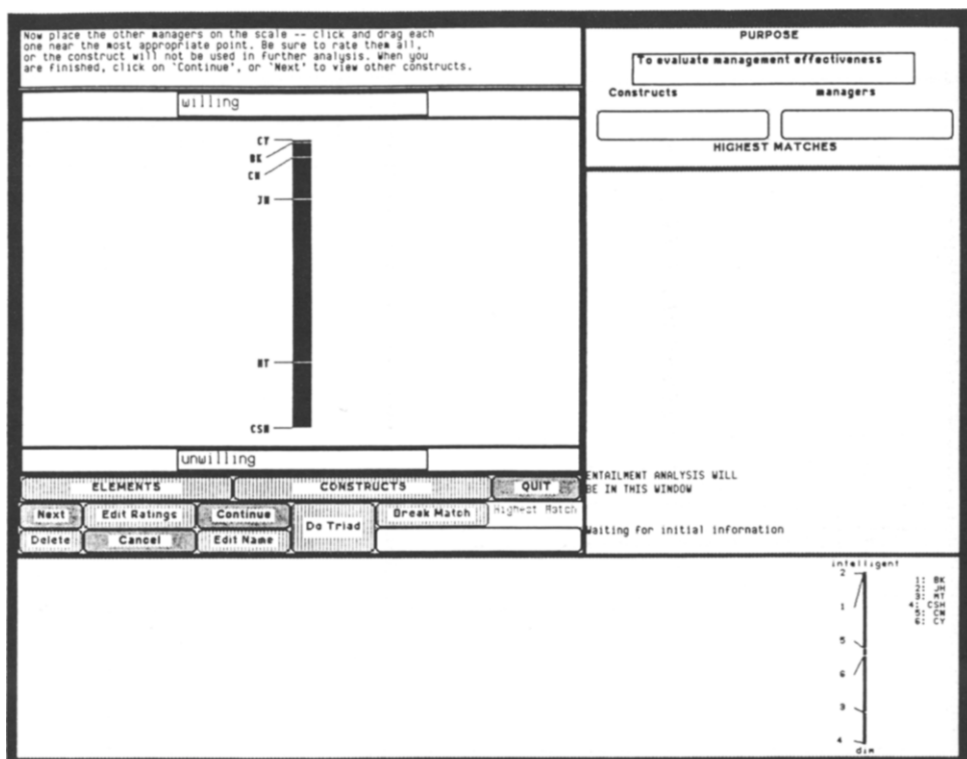 Now place the other managers on the scale -- click and drag each
one near the most appropriate point. Be sure to rate them all,
or the construct will not be used in further analysis. When you
are finished, click on 'Continue', or 'Next' to view other constructs.
willing
CT
BK
CW
JH
MT
CSH
unwilling
ELEMENTS
CONSTRUCTS
QUIT
Next
Edit Ratings
Continue
Do Triad
Break Match
Highest Match
Delete
Cancel
Edit Name
PURPOSE
To evaluate management effectiveness
Constructs
managers
HIGHEST MATCHES
ENTAILMENT ANALYSIS WILL
BE IN THIS WINDOW
Waiting for initial information
intelligent
2
1
5
6
3
4
dim
1: BK
2: JH
3: MT
4: CSH
5: CW
6: CY